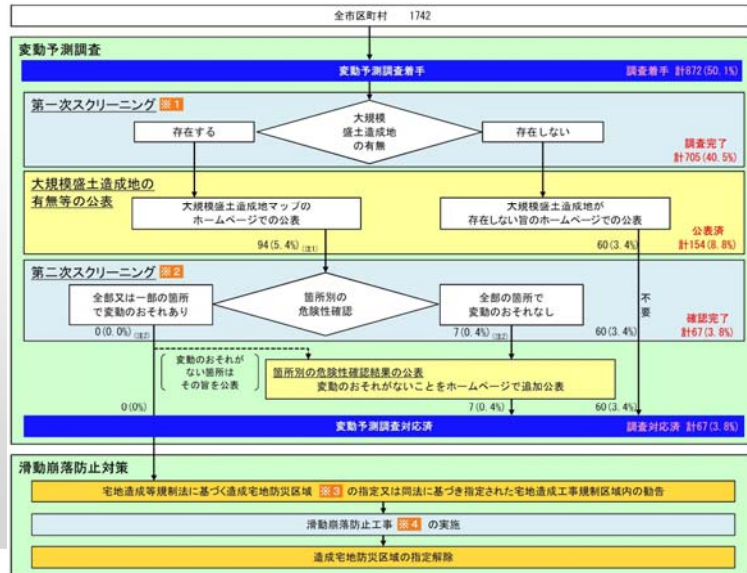 全市区町村 1742
変動予測調査
変動予測調査着手
調査着手 計872(50.1%)
第一次スクリーニング ※1
大規模
盛土造成地
の有無
存在する
存在しない
調査完了
計705(40.5%)
大規模盛土造成地の
有無等の公表
大規模盛土造成地マップの
ホームページでの公表
大規模盛土造成地が
存在しない旨のホームページでの公表
94(5.4%)(注1)
60(3.4%)
公表済
計154(8.8%)
第二次スクリーニング ※2
全部又は一部の箇所
で変動のおそれあり
箇所別の
危険性確認
全部の箇所で
変動のおそれなし
不要
0(0.0%)(注2)
7(0.4%)(注2)
60(3.4%)
確認完了
計67(3.8%)
変動のおそれが
ない箇所は
その旨を公表
箇所別の危険性確認結果の公表
変動のおそれがないことをホームページで追加公表
0(0%)
7(0.4%)
60(3.4%)
変動予測調査対応済
調査対応済 計67(3.8%)
滑動崩落防止対策
宅地造成等規制法に基づく造成宅地防災区域 ※3 の指定又は同法に基づき指定された宅地造成工事規制区域内の勧告
滑動崩落防止工事 ※4 の実施
造成宅地防災区域の指定解除